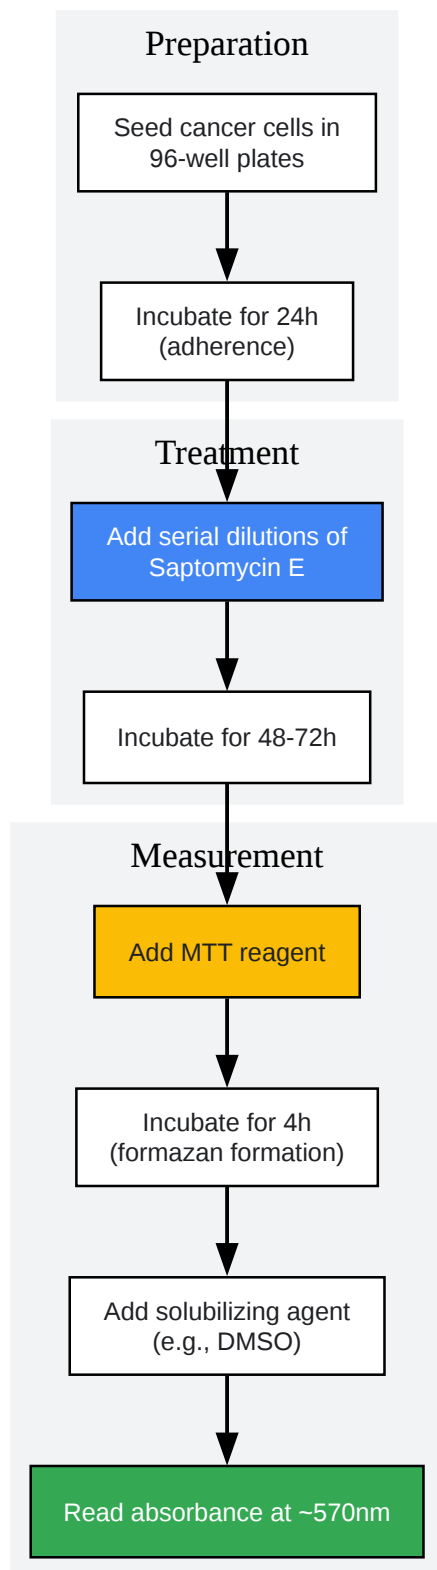 Preparation
Seed cancer cells in
96-well plates
Incubate for 24h
(adherence)
Treatment
Add serial dilutions of
Saptomycin E
Incubate for 48-72h
Measurement
Add MTT reagent
Incubate for 4h
(formazan formation)
Add solubilizing agent
(e.g., DMSO)
Read absorbance at ~570nm